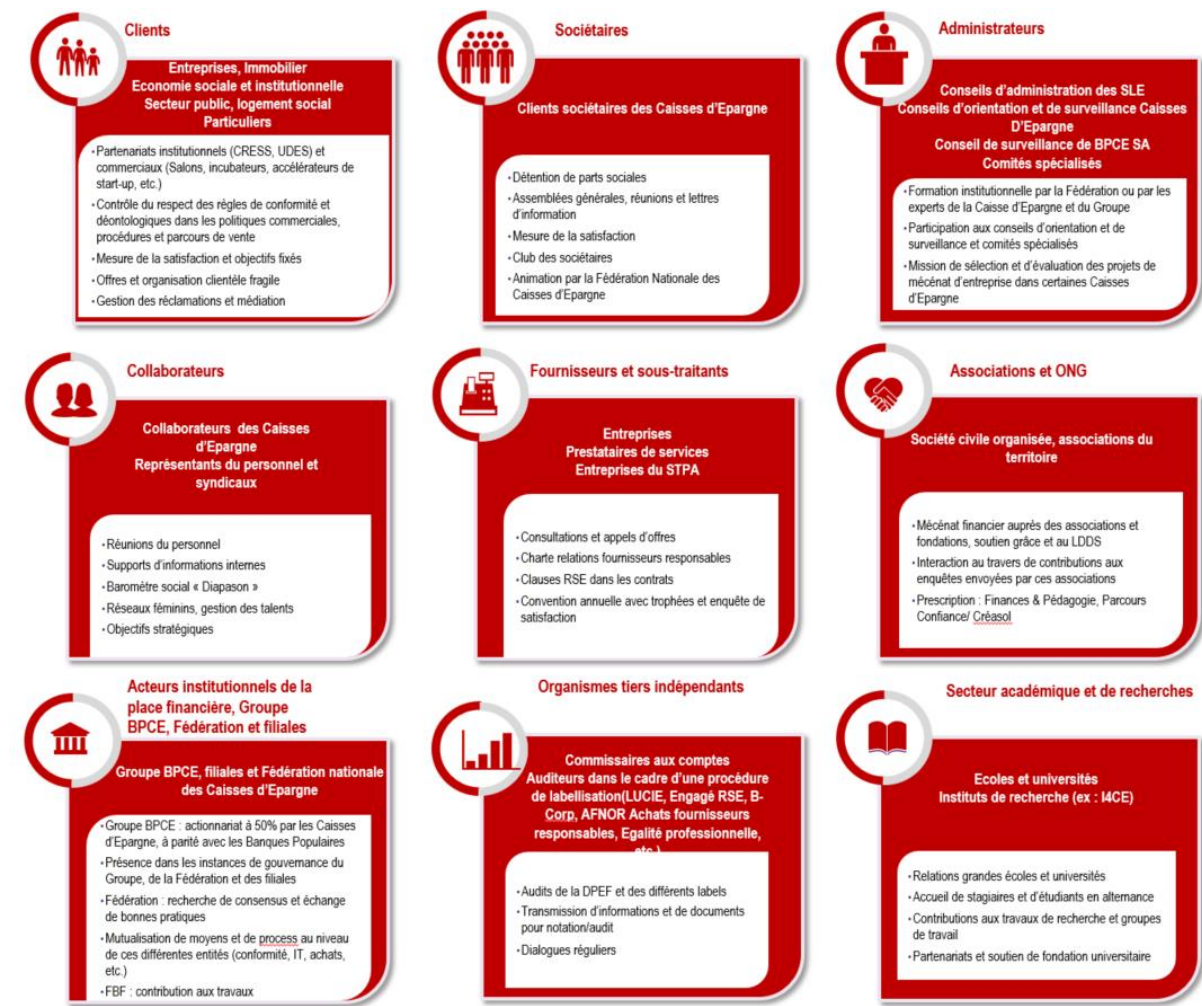 Clients
Entreprises, Immobilier
Economie sociale et institutionnelle
Secteur public, logement social
Particuliers
• Partenariats institutionnels (CRESS, UDES) et
commerciaux (Salons, incubateurs, accélérateurs de
start-up, etc.)
• Contrôle du respect des règles de conformité et
déontologiques dans les politiques commerciales,
procédures et parcours de vente
• Mesure de la satisfaction et objectifs fixés
• Offres et organisation clientèle fragile
• Gestion des réclamations et médiation
Sociétaires
Clients sociétaires des Caisses d'Epargne
• Détention de parts sociales
• Assemblées générales, réunions et lettres
d'information
• Mesure de la satisfaction
• Club des sociétaires
• Animation par la Fédération Nationale des
Caisses d'Epargne
Administrateurs
Conseils d'administration des SLE
Conseils d'orientation et de surveillance Caisses
D'Epargne
Conseil de surveillance de BPCE SA
Comités spécialisés
• Formation institutionnelle par la Fédération ou par les
experts de la Caisse d'Epargne et du Groupe
• Participation aux conseils d'orientation et de
surveillance et comités spécialisés
• Mission de sélection et d'évaluation des projets de
mécénat d'entreprise dans certaines Caisses
d'Epargne
Collaborateurs
Collaborateurs des Caisses
d'Epargne
Représentants du personnel et
syndicaux
• Réunions du personnel
• Supports d'informations internes
• Baromètre social « Diapason »
• Réseaux féminins, gestion des talents
• Objectifs stratégiques
Fournisseurs et sous-traitants
Entreprises
Prestataires de services
Entreprises du STPA
• Consultations et appels d'offres
• Charte relations fournisseurs responsables
• Clauses RSE dans les contrats
• Convention annuelle avec trophées et enquête de
satisfaction
Associations et ONG
Société civile organisée, associations du
territoire
• Mécénat financier auprès des associations et
fondations, soutien grâce et au LDDS
• Interaction au travers de contributions aux
enquêtes envoyées par ces associations
• Prescription : Finances & Pédagogie, Parcours
Confiance/ Créasol
Acteurs institutionnels de la
place financière, Groupe
BPCE, Fédération et filiales
Groupe BPCE, filiales et Fédération nationale
des Caisses d'Epargne
• Groupe BPCE : actionnariat à 50% par les Caisses
d'Epargne, à parité avec les Banques Populaires
• Présence dans les instances de gouvernance du
Groupe, de la Fédération et des filiales
• Fédération : recherche de consensus et échange
de bonnes pratiques
• Mutualisation de moyens et de process au niveau
de ces différentes entités (conformité, IT, achats,
etc.)
• FBF : contribution aux travaux
Organismes tiers indépendants
Commissaires aux comptes
Auditeurs dans le cadre d'une procédure
de labellisation(LUCIE, Engagé RSE, B-
Corp, AFNOR Achats fournisseurs
responsables, Egalité professionnelle,
etc.)
• Audits de la DPEF et des différents labels
• Transmission d'informations et de documents
pour notation/audit
• Dialogues réguliers
Secteur académique et de recherches
Ecoles et universités
Instituts de recherche (ex : I4CE)
• Relations grandes écoles et universités
• Accueil de stagiaires et d'étudiants en alternance
• Contributions aux travaux de recherche et groupes
de travail
• Partenariats et soutien de fondation universitaire